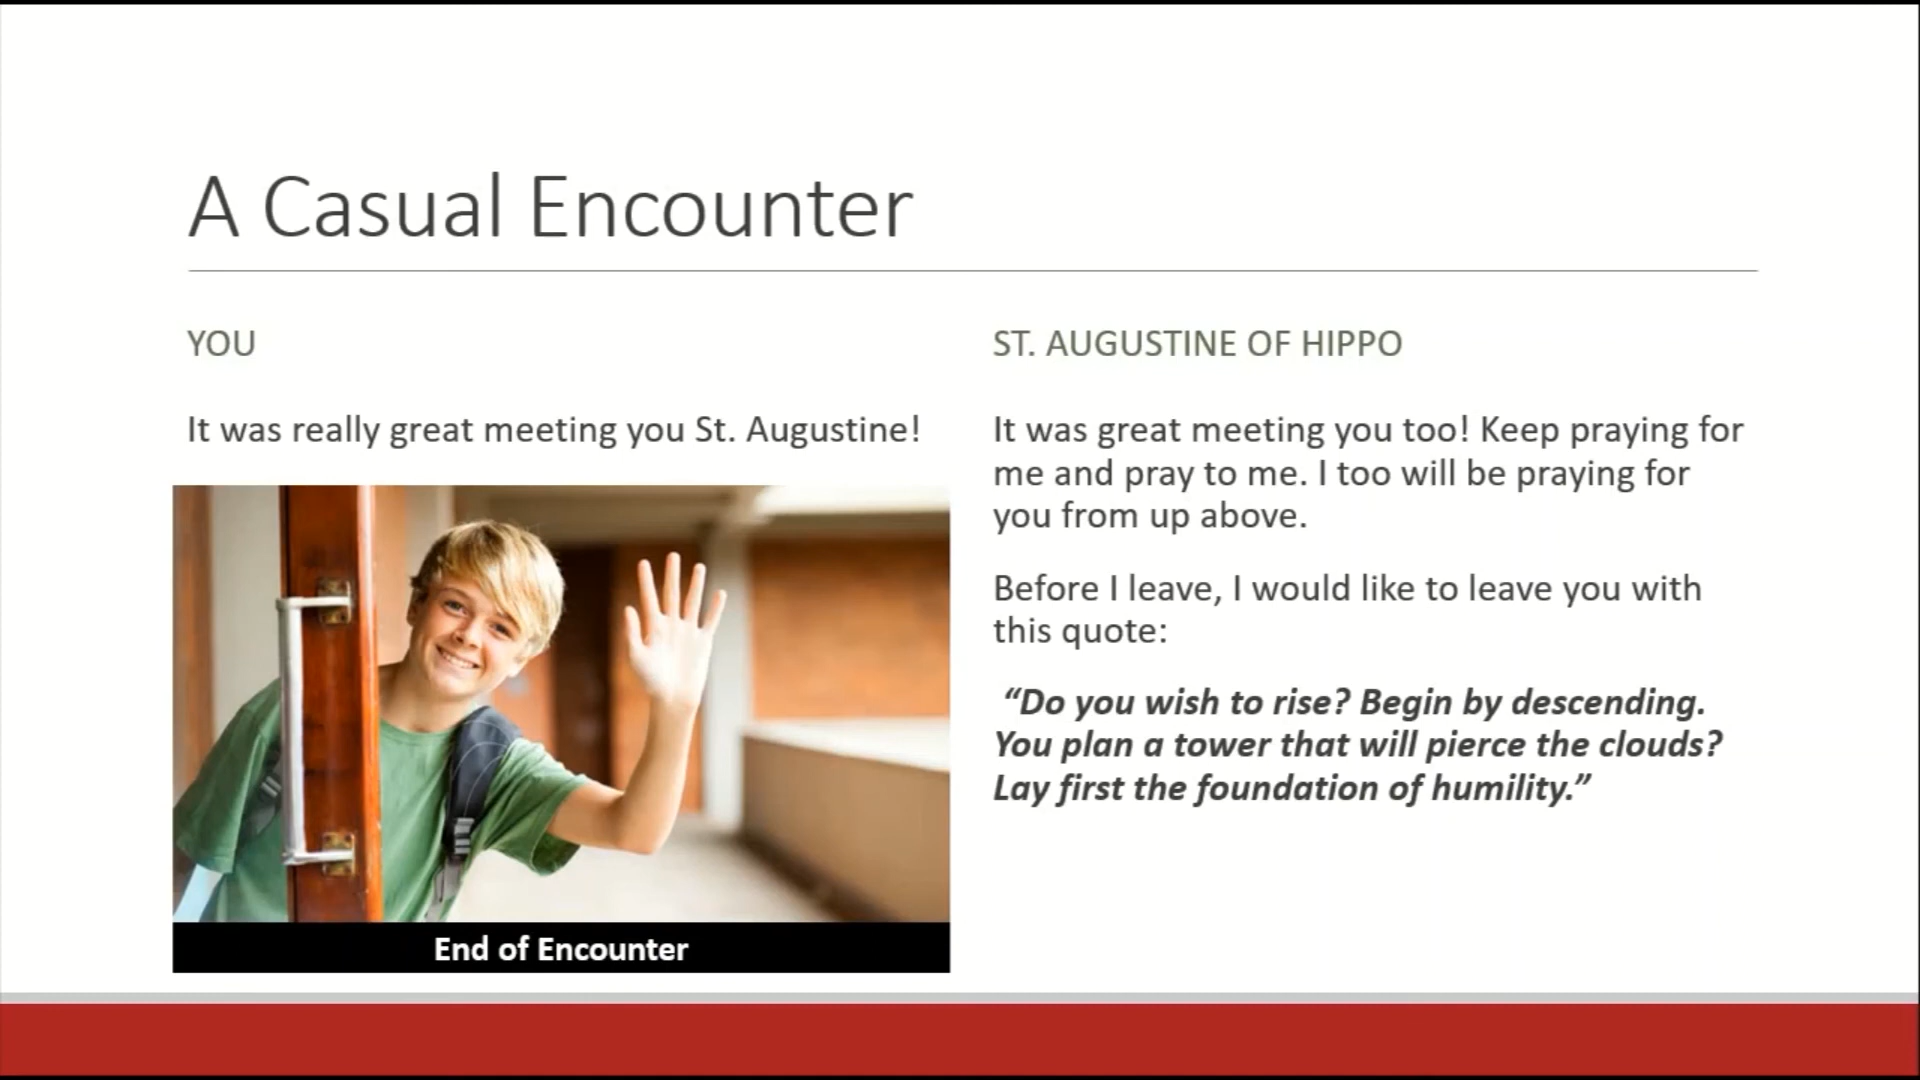 A Casual Encounter
YOU
It was really great meeting you St. Augustine!
End of Encounter
ST. AUGUSTINE OF HIPPO
It was great meeting you too! Keep praying for
me and pray to me. I too will be praying for
you from up above.
Before I leave, I would like to leave you with
this quote:
“Do you wish to rise? Begin by descending.
You plan a tower that will pierce the clouds?
Lay first the foundation of humility.”